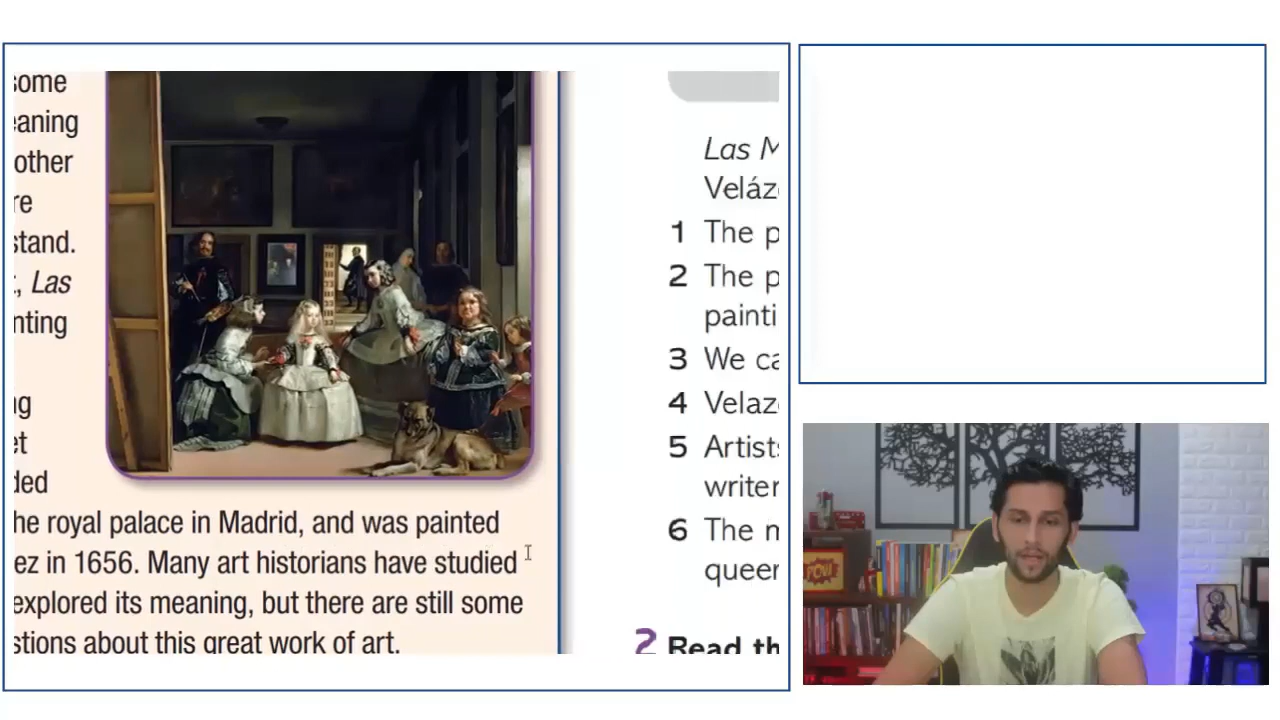 some
eaning
other
re
stand.
, Las
nting
ng
et
ded
he royal palace in Madrid, and was painted
ez in 1656. Many art historians have studied
explored its meaning, but there are still some
stions about this great work of art.
Las M
Veláz
1 The p
2 The p
painti
3 We ca
4 Velaz
5 Artist
writer
6 The m
queer
2 Read th
POW!